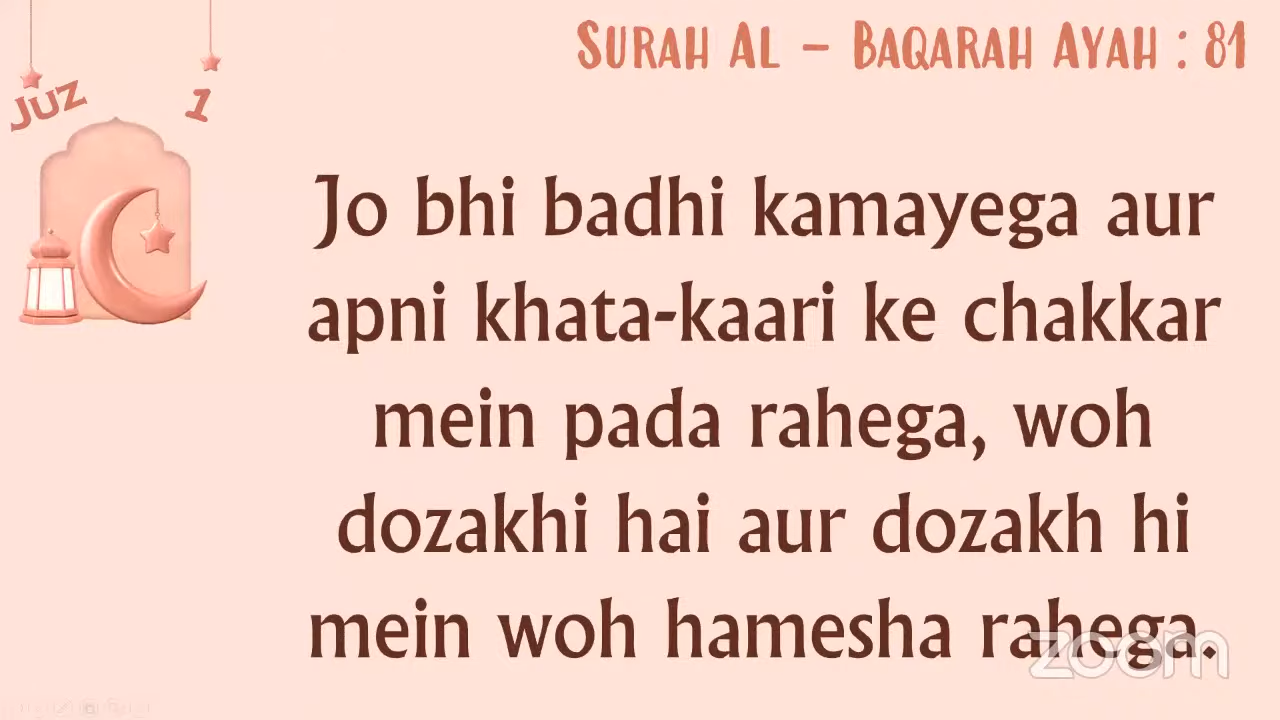 Surah Al – Baqarah Ayah : 81
Juz 1
Jo bhi badhi kamayega aur
apni khata-kaari ke chakkar
mein pada rahega, woh
dozakhi hai aur dozakh hi
mein woh hamesha rahega.
zoom